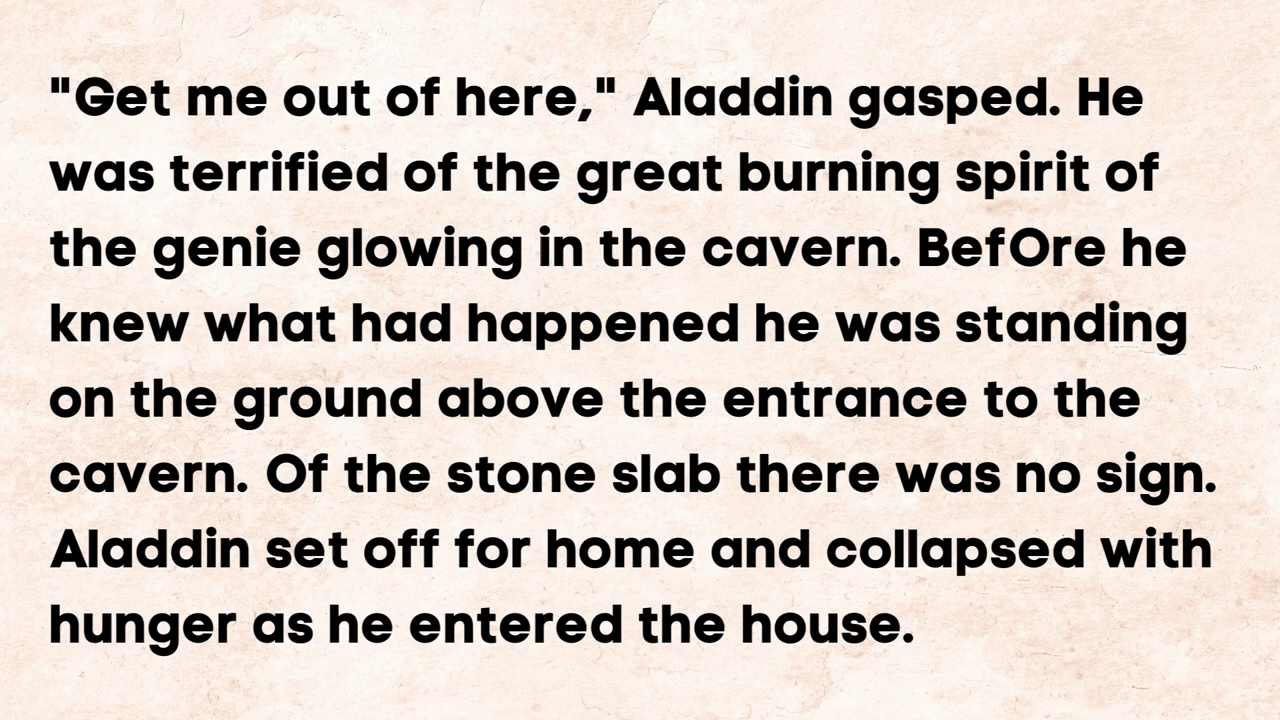 "Get me out of here," Aladdin gasped. He
was terrified of the great burning spirit of
the genie glowing in the cavern. BefOre he
knew what had happened he was standing
on the ground above the entrance to the
cavern. Of the stone slab there was no sign.
Aladdin set off for home and collapsed with
hunger as he entered the house.